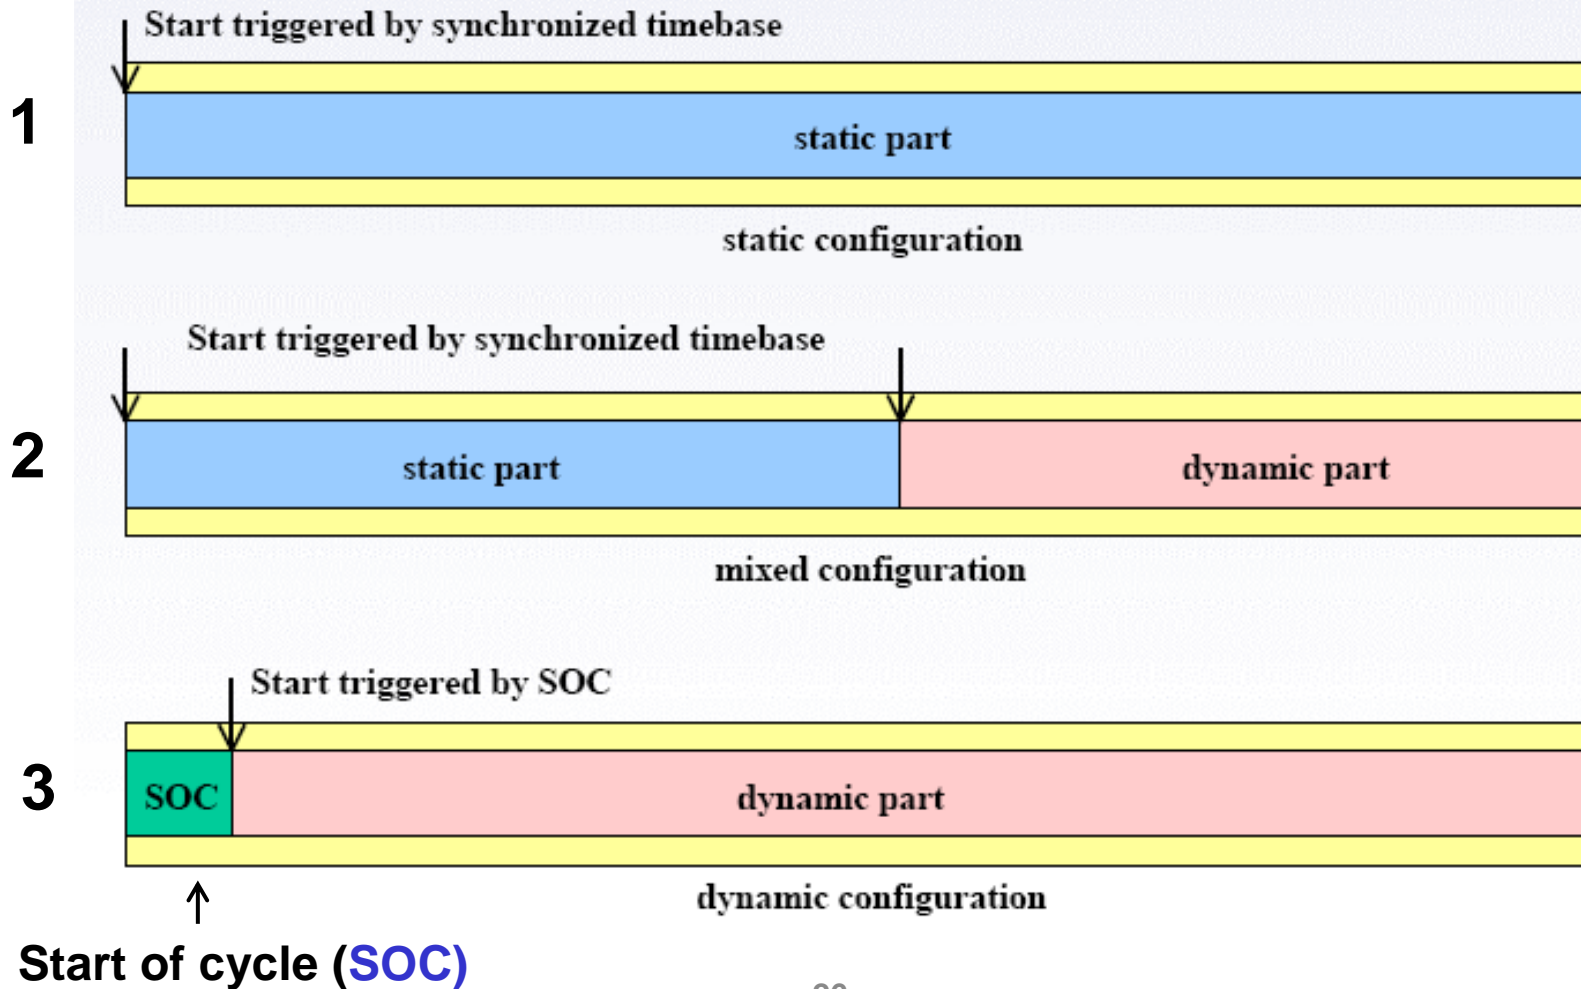 Start triggered by synchronized timebase
1
static part
static configuration
Start triggered by synchronized timebase
2
static part
dynamic part
mixed configuration
Start triggered by SOC
3
SOC
dynamic part
dynamic configuration
Start of cycle (SOC)